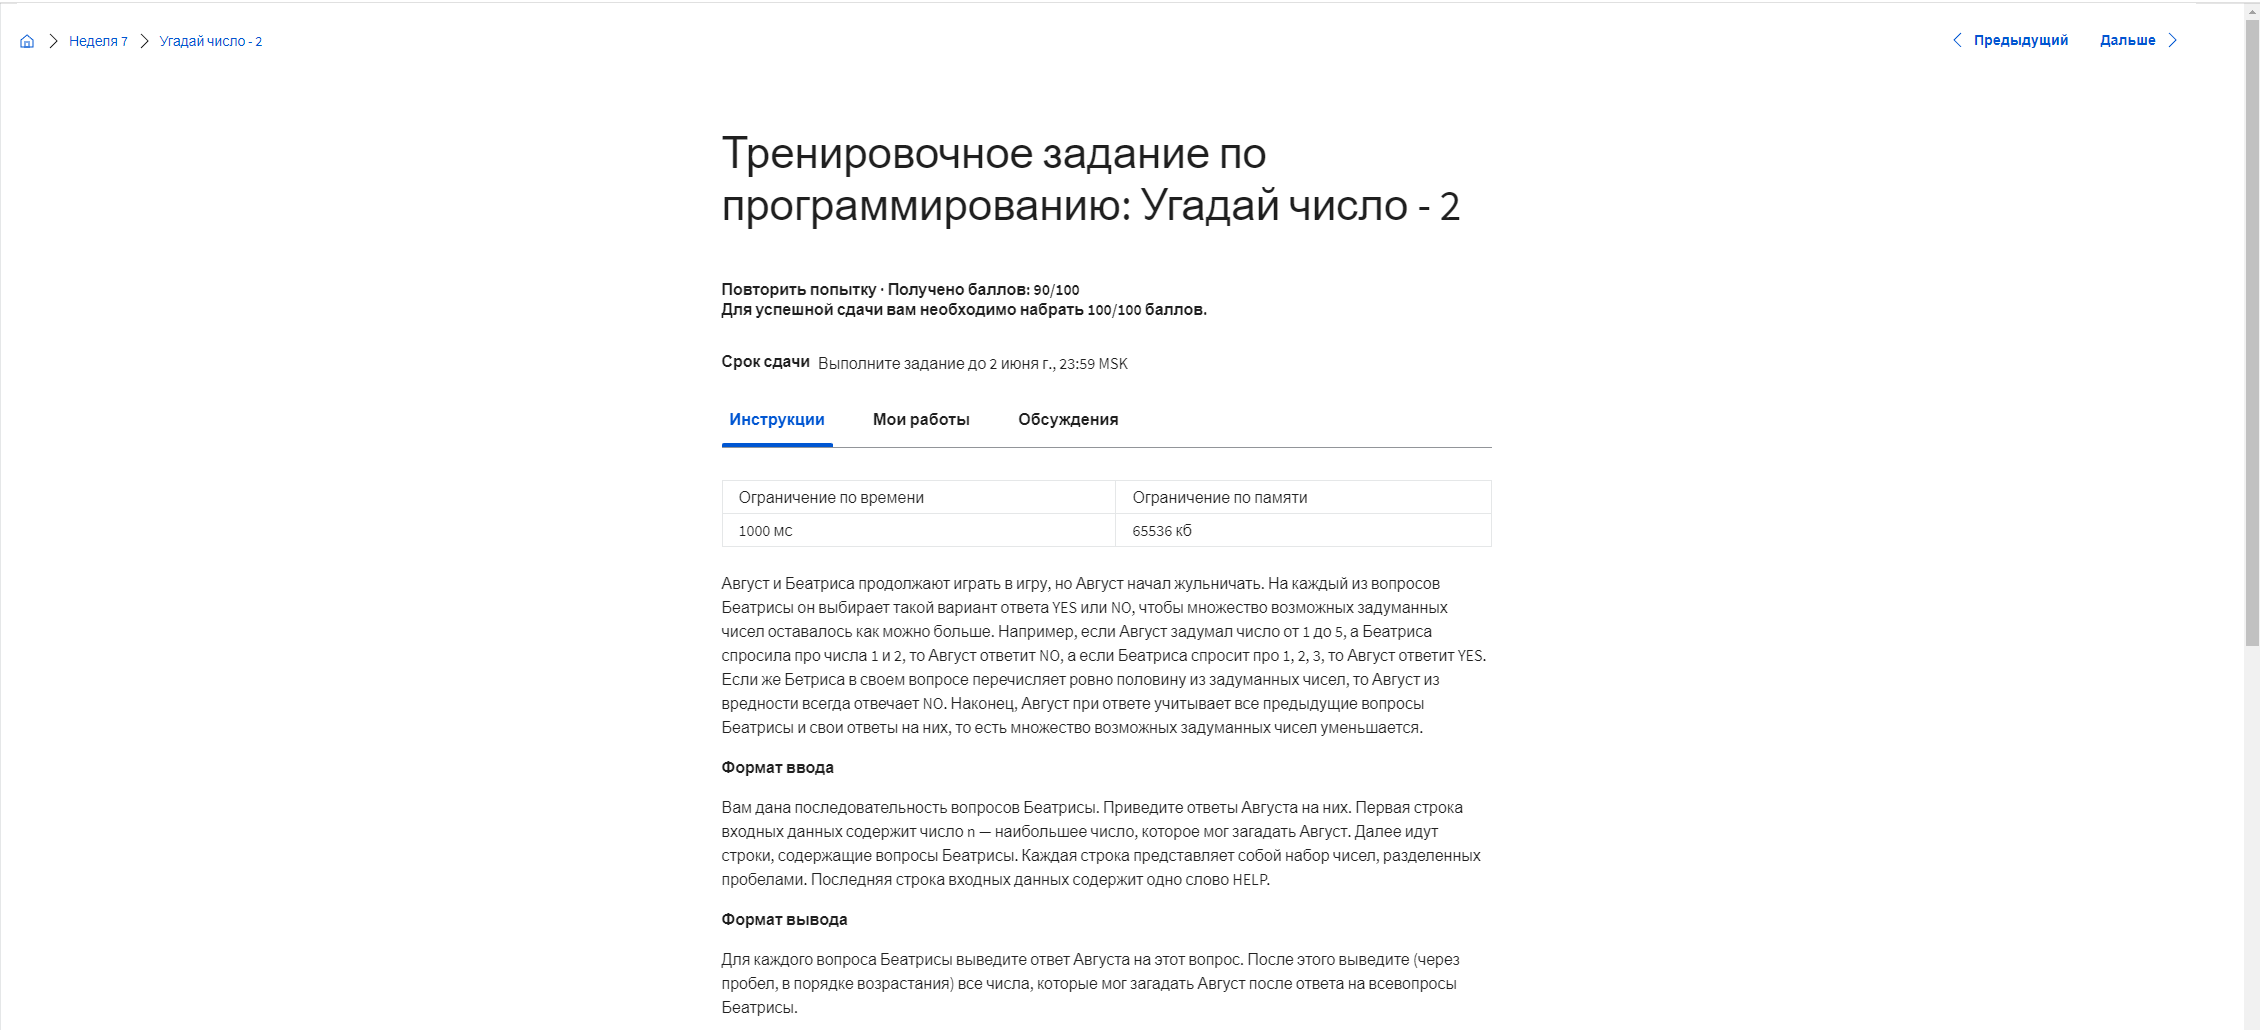 Неделя 7
Угадай число - 2
Предыдущий
Дальше
Тренировочное задание по
программированию: Угадай число - 2
Повторить попытку · Получено баллов: 90/100
Для успешной сдачи вам необходимо набрать 100/100 баллов.
Срок сдачи Выполните задание до 2 июня г., 23:59 MSK
Инструкции
Мои работы
Обсуждения
Ограничение по времени
Ограничение по памяти
1000 мс
65536 кб
Август и Беатриса продолжают играть в игру, но Август начал жульничать. На каждый из вопросов
Беатрисы он выбирает такой вариант ответа YES или NO, чтобы множество возможных задуманных
чисел оставалось как можно больше. Например, если Август задумал число от 1 до 5, а Беатриса
спросила про числа 1 и 2, то Август ответит NO, а если Беатриса спросит про 1, 2, 3, то Август ответит YES.
Если же Бетриса в своем вопросе перечисляет ровно половину из задуманных чисел, то Август из
вредности всегда отвечает NO. Наконец, Август при ответе учитывает все предыдущие вопросы
Беатрисы и свои ответы на них, то есть множество возможных задуманных чисел уменьшается.
Формат ввода
Вам дана последовательность вопросов Беатрисы. Приведите ответы Августа на них. Первая строка
входных данных содержит число n — наибольшее число, которое мог загадать Август. Далее идут
строки, содержащие вопросы Беатрисы. Каждая строка представляет собой набор чисел, разделенных
пробелами. Последняя строка входных данных содержит одно слово HELP.
Формат вывода
Для каждого вопроса Беатрисы выведите ответ Августа на этот вопрос. После этого выведите (через
пробел, в порядке возрастания) все числа, которые мог загадать Август после ответа на всевопросы
Беатрисы.